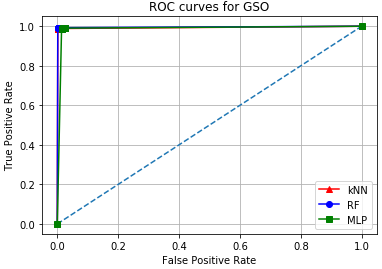 ROC curves for GSO
True Positive Rate
1.0
0.8
0.6
0.4
0.2
0.0
kNN
RF
MLP
0.0 0.2 0.4 0.6 0.8 1.0
False Positive Rate